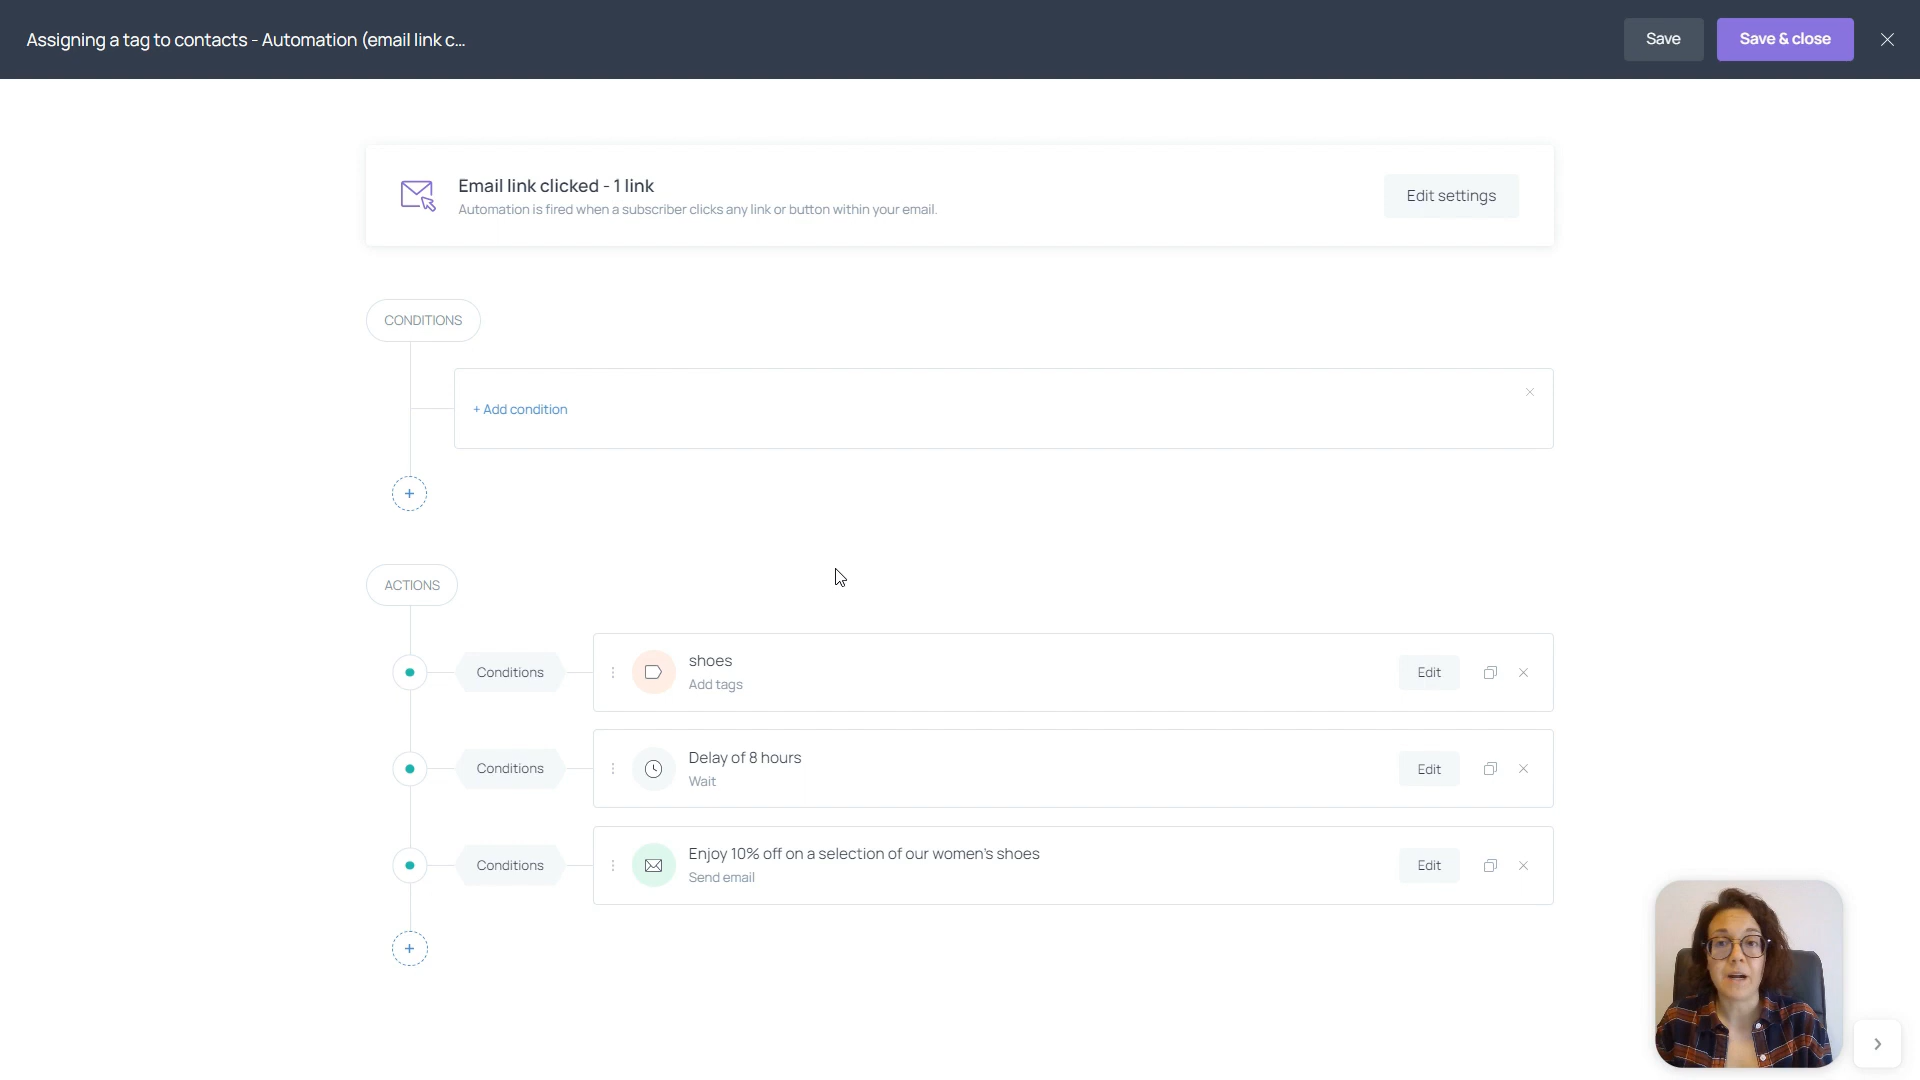 Assigning a tag to contacts - Automation (email link c...
Save
Save & close
Email link clicked - 1 link
Automation is fired when a subscriber clicks any link or button within your email.
Edit settings
CONDITIONS
+ Add condition
ACTIONS
Conditions
shoes
Add tags
Edit
Conditions
Delay of 8 hours
Wait
Edit
Conditions
Enjoy 10% off on a selection of our women's shoes
Send email
Edit